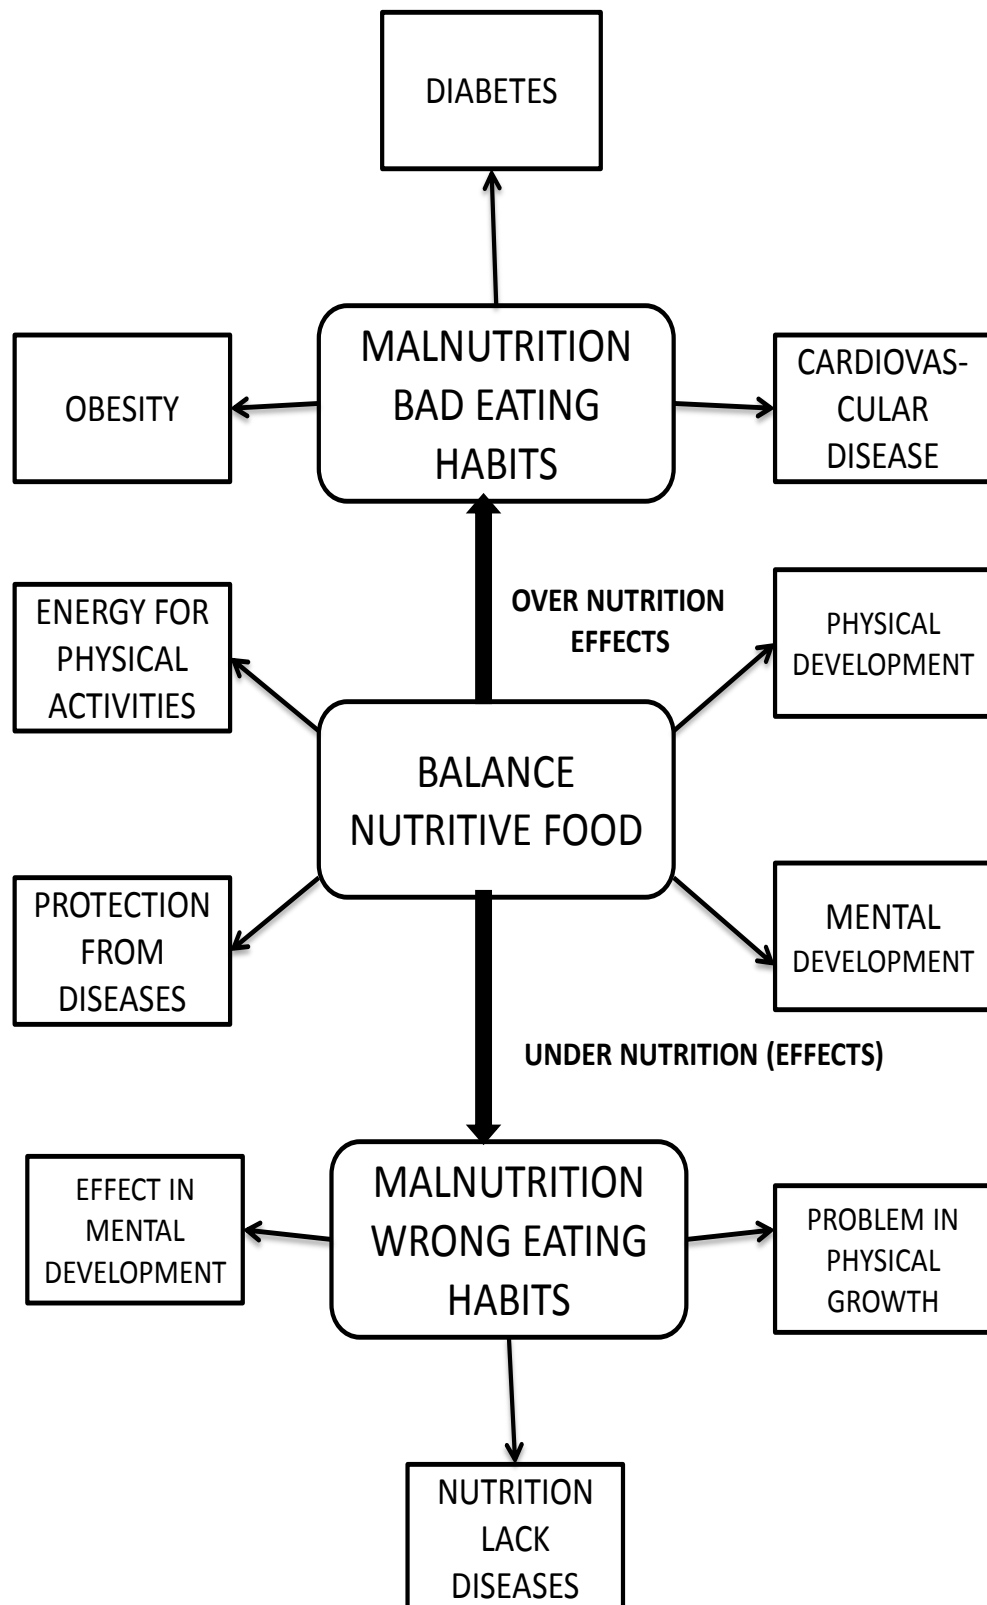 DIABETES
OBESITY
MALNUTRITION
BAD EATING
HABITS
CARDIOVAS-
CULAR
DISEASE
OVER NUTRITION
EFFECTS
ENERGY FOR
PHYSICAL
ACTIVITIES
PHYSICAL
DEVELOPMENT
BALANCE
NUTRITIVE FOOD
PROTECTION
FROM
DISEASES
MENTAL
DEVELOPMENT
UNDER NUTRITION (EFFECTS)
EFFECT IN
MENTAL
DEVELOPMENT
MALNUTRITION
WRONG EATING
HABITS
PROBLEM IN
PHYSICAL
GROWTH
NUTRITION
LACK
DISEASES